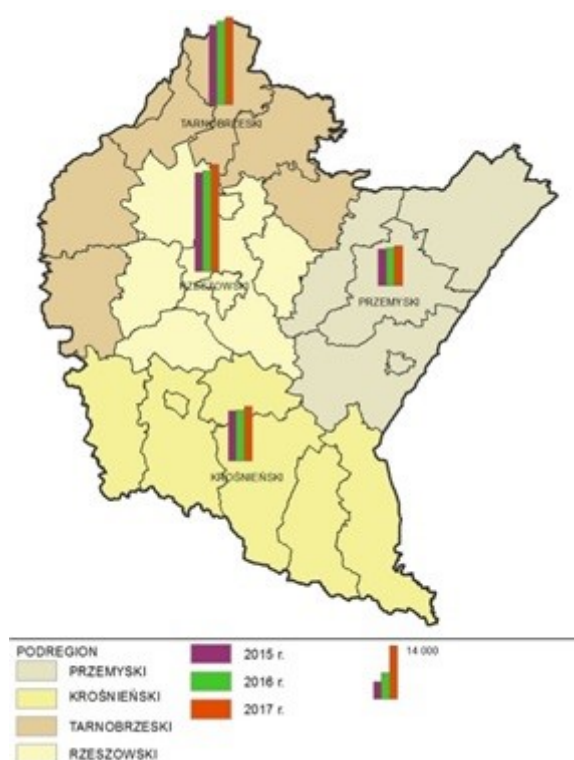 TARNOBRZESKI
RZESZOWSKI
PRZEMYSKI
KROŚNIEŃSKI
PODREGION
PRZEMYSKI
KROŚNIEŃSKI
TARNOBRZESKI
RZESZOWSKI
2015 r.
2016 r.
2017 r.
14 000